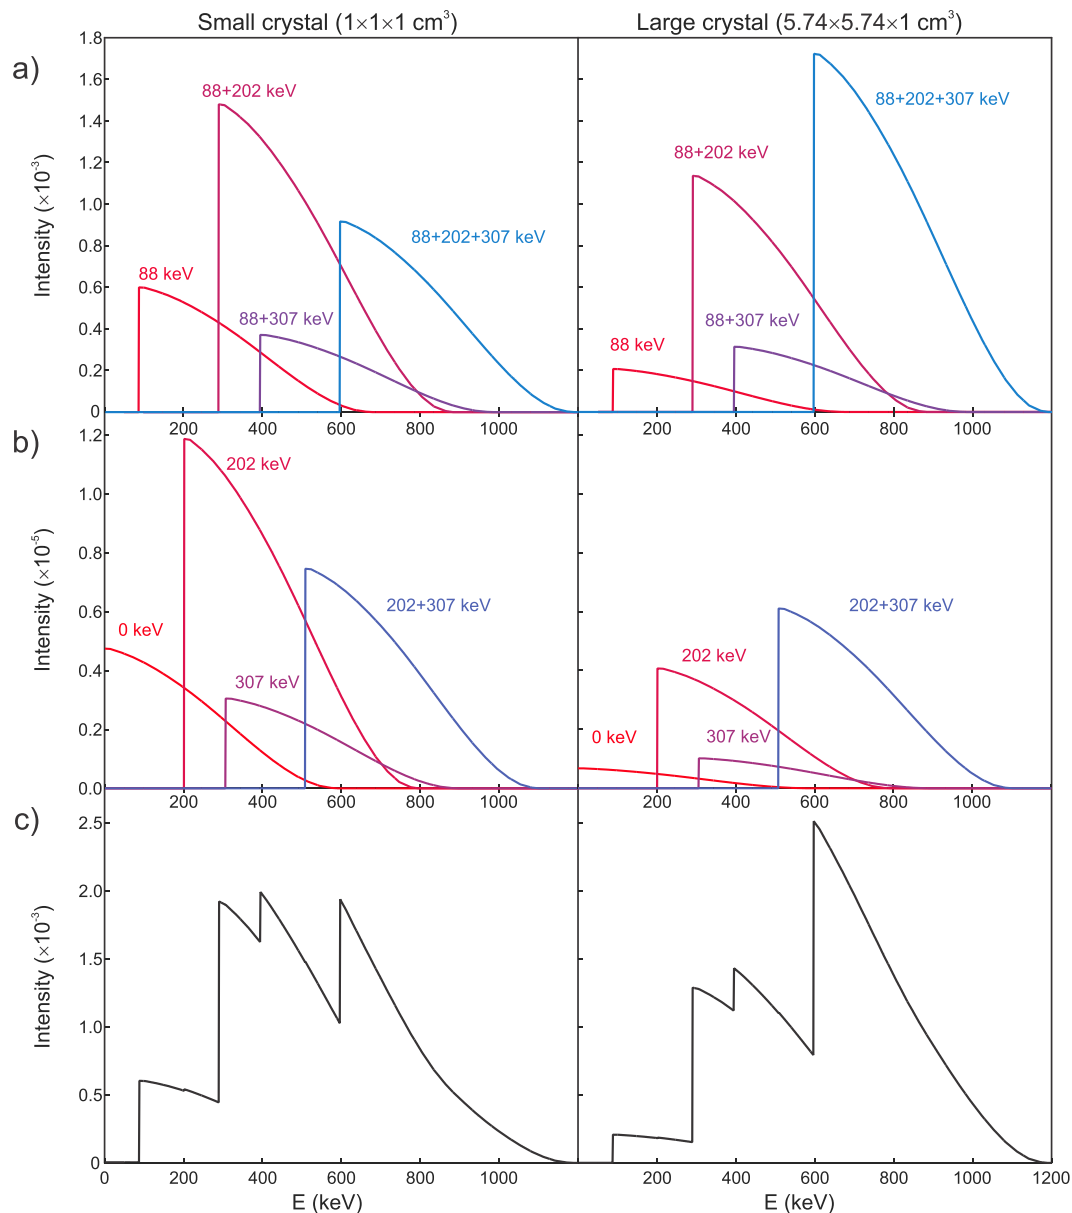 Small crystal (1×1×1 cm³)
Large crystal (5.74×5.74×1 cm³)
a)
Intensity (×10⁻³)
1.8
1.6
1.4
1.2
1.0
0.8
0.6
0.4
0.2
0
88+202 keV
88 keV
88+307 keV
88+202+307 keV
200 400 600 800 1000
88+202+307 keV
88+202 keV
88+307 keV
88 keV
200 400 600 800 1000
b)
Intensity (×10⁻⁵)
1.2
1.0
0.8
0.6
0.4
0.2
0.0
202 keV
0 keV
307 keV
202+307 keV
200 400 600 800 1000
202+307 keV
202 keV
0 keV
307 keV
200 400 600 800 1000 1200
c)
Intensity (×10⁻³)
2.5
2.0
1.5
1.0
0.5
0
0 200 400 600 800 1000
E (keV)
0 200 400 600 800 1000 1200
E (keV)